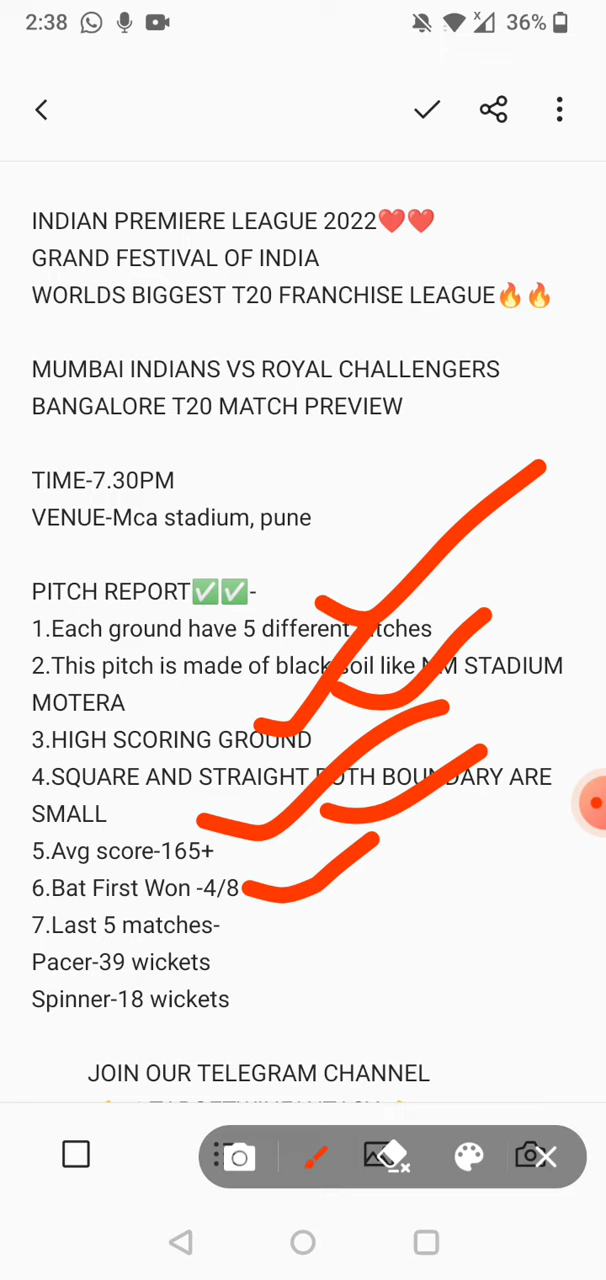 2:38
36%
INDIAN PREMIERE LEAGUE 2022❤️❤️
GRAND FESTIVAL OF INDIA
WORLDS BIGGEST T20 FRANCHISE LEAGUE🔥🔥
MUMBAI INDIANS VS ROYAL CHALLENGERS
BANGALORE T20 MATCH PREVIEW
TIME-7.30PM
VENUE-Mca stadium, pune
PITCH REPORT✅✅-
1.Each ground have 5 different pitches
2.This pitch is made of black soil like NM STADIUM
MOTERA
3.HIGH SCORING GROUND
4.SQUARE AND STRAIGHT BOTH BOUNDARY ARE
SMALL
5.Avg score-165+
6.Bat First Won -4/8
7.Last 5 matches-
Pacer-39 wickets
Spinner-18 wickets
JOIN OUR TELEGRAM CHANNEL